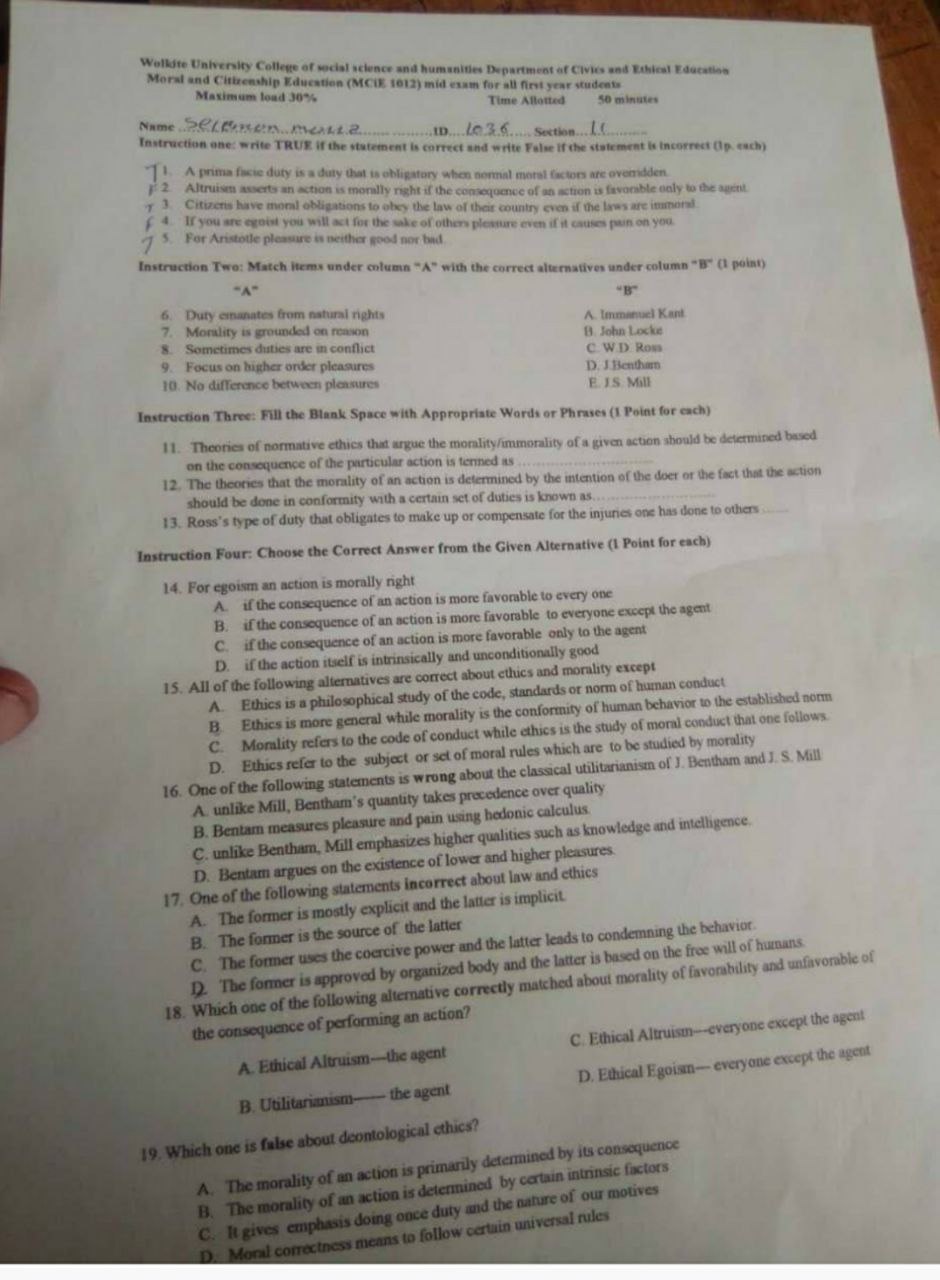 Wolkite University College of social science and humanities Department of Civics and Ethical Education
Moral and Citizenship Education (MCiE 1012) mid exam for all first year students
Maximum load 30% Time Allotted 50 minutes
Name ID 1036 Section 11
Instruction one: write TRUE if the statement is correct and write False if the statement is incorrect (1p. each)
T 1. A prima facie duty is a duty that is obligatory when normal moral factors are overridden.
F 2. Altruism asserts an action is morally right if the consequence of an action is favorable only to the agent.
T 3. Citizens have moral obligations to obey the law of their country even if the laws are immoral.
F 4. If you are egoist you will act for the sake of others pleasure even if it causes pain on you.
T 5. For Aristotle pleasure is neither good nor bad.
Instruction Two: Match items under column "A" with the correct alternatives under column "B" (1 point)
"A" "B"
6. Duty emanates from natural rights A. Immanuel Kant
7. Morality is grounded on reason B. John Locke
8. Sometimes duties are in conflict C. W.D. Ross
9. Focus on higher order pleasures D. J.Bentham
10. No difference between pleasures E. J.S. Mill
Instruction Three: Fill the Blank Space with Appropriate Words or Phrases (1 Point for each)
11. Theories of normative ethics that argue the morality/immorality of a given action should be determined based
on the consequence of the particular action is termed as ..............................
12. The theories that the morality of an action is determined by the intention of the doer or the fact that the action
should be done in conformity with a certain set of duties is known as..........................
13. Ross's type of duty that obligates to make up or compensate for the injuries one has done to others .......
Instruction Four: Choose the Correct Answer from the Given Alternative (1 Point for each)
14. For egoism an action is morally right
A. if the consequence of an action is more favorable to every one
B. if the consequence of an action is more favorable to everyone except the agent
C. if the consequence of an action is more favorable only to the agent
D. if the action itself is intrinsically and unconditionally good
15. All of the following alternatives are correct about ethics and morality except
A. Ethics is a philosophical study of the code, standards or norm of human conduct
B. Ethics is more general while morality is the conformity of human behavior to the established norm
C. Morality refers to the code of conduct while ethics is the study of moral conduct that one follows.
D. Ethics refer to the subject or set of moral rules which are to be studied by morality
16. One of the following statements is wrong about the classical utilitarianism of J. Bentham and J. S. Mill
A. unlike Mill, Bentham's quantity takes precedence over quality
B. Bentam measures pleasure and pain using hedonic calculus.
C. unlike Bentham, Mill emphasizes higher qualities such as knowledge and intelligence.
D. Bentam argues on the existence of lower and higher pleasures.
17. One of the following statements incorrect about law and ethics
A. The former is mostly explicit and the latter is implicit.
B. The former is the source of the latter
C. The former uses the coercive power and the latter leads to condemning the behavior.
D. The former is approved by organized body and the latter is based on the free will of humans.
18. Which one of the following alternative correctly matched about morality of favorability and unfavorable of
the consequence of performing an action?
A. Ethical Altruism—the agent C. Ethical Altruism---everyone except the agent
B. Utilitarianism------ the agent D. Ethical Egoism— everyone except the agent
19. Which one is false about deontological ethics?
A. The morality of an action is primarily determined by its consequence
B. The morality of an action is determined by certain intrinsic factors
C. It gives emphasis doing once duty and the nature of our motives
D. Moral correctness means to follow certain universal rules